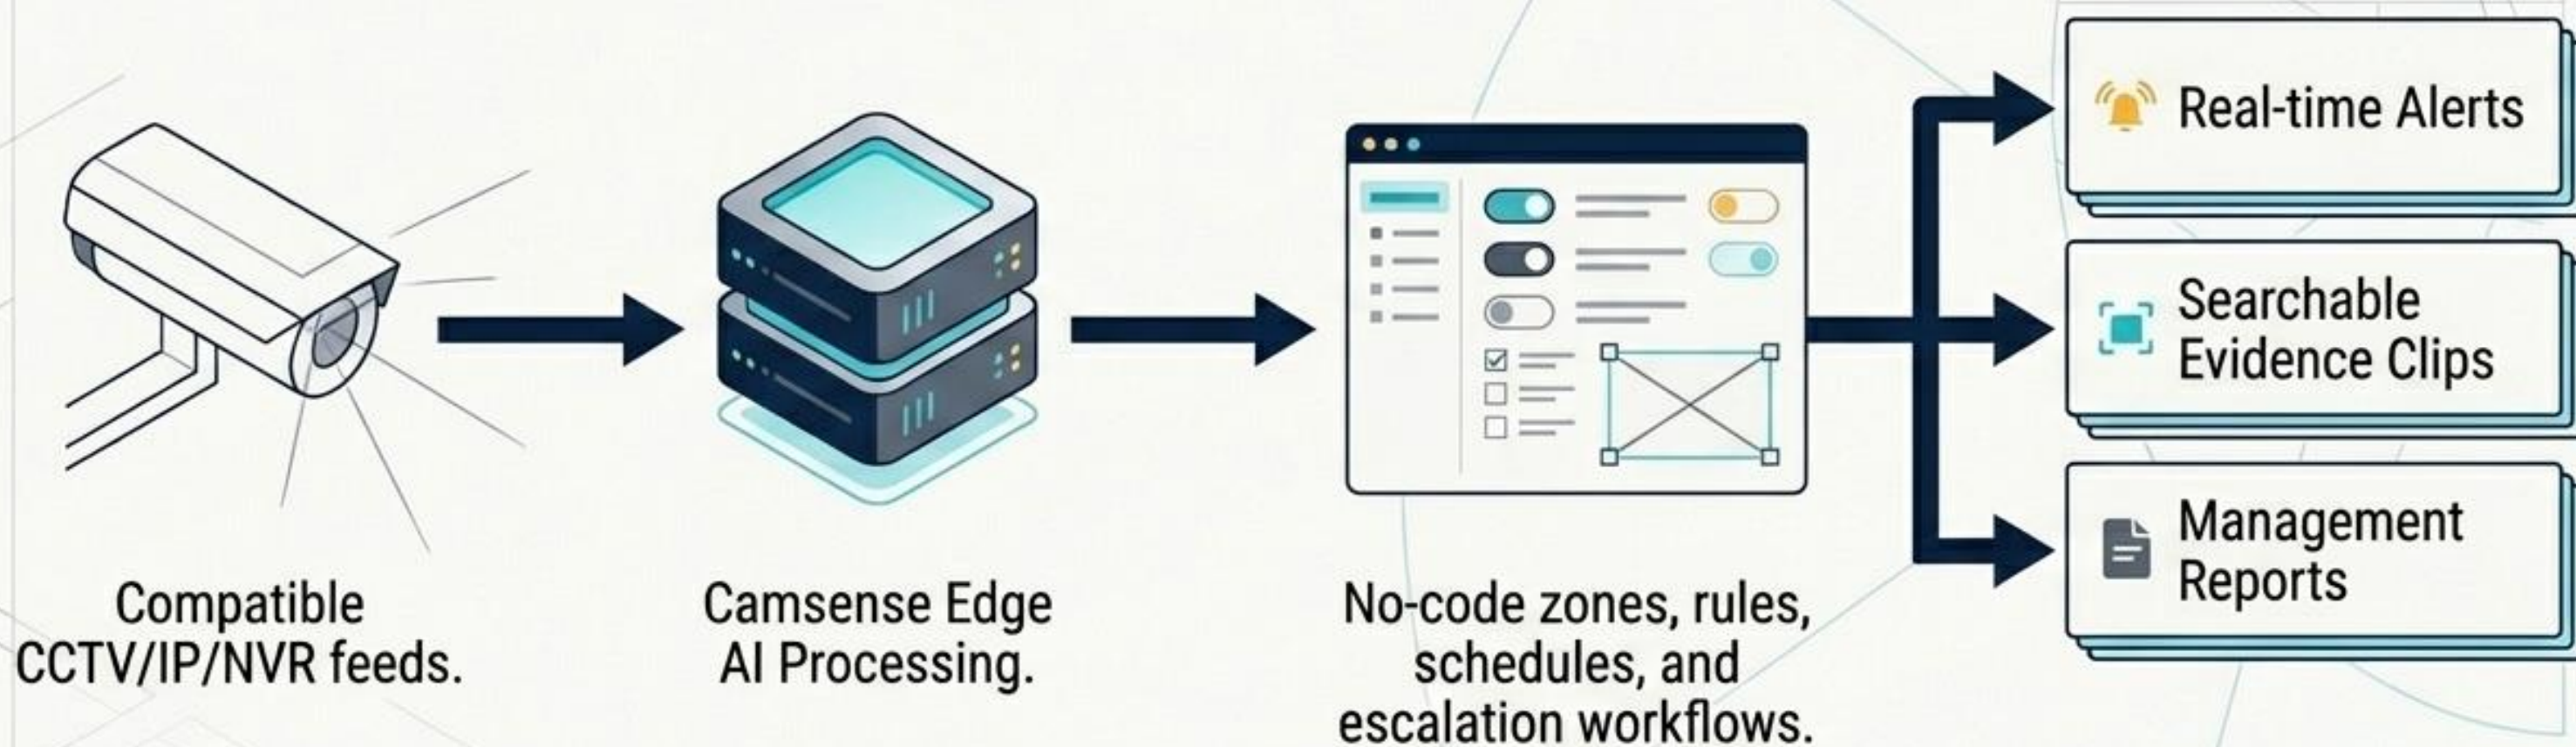 Compatible
CCTV/IP/NVR feeds.
Camsense Edge
AI Processing.
No-code zones, rules,
schedules, and
escalation workflows.
Real-time Alerts
Searchable
Evidence Clips
Management
Reports